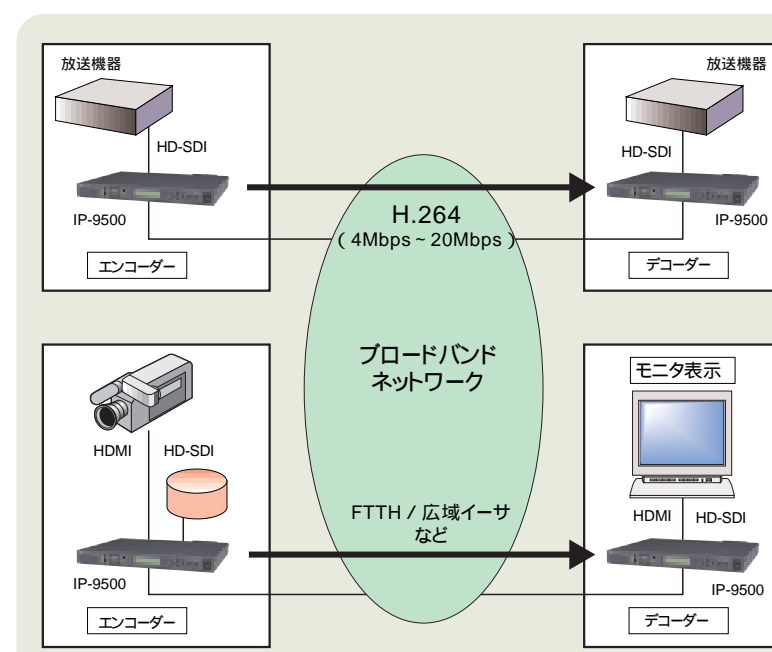 放送機器
HD-SDI
IP-9500
エンコーダー
放送機器
HD-SDI
IP-9500
デコーダー
H.264
(4Mbps~20Mbps)
ブロードバンド
ネットワーク
FTTH / 広域イーサ
など
HDMI HD-SDI
IP-9500
エンコーダー
モニタ表示
HDMI HD-SDI
IP-9500
デコーダー